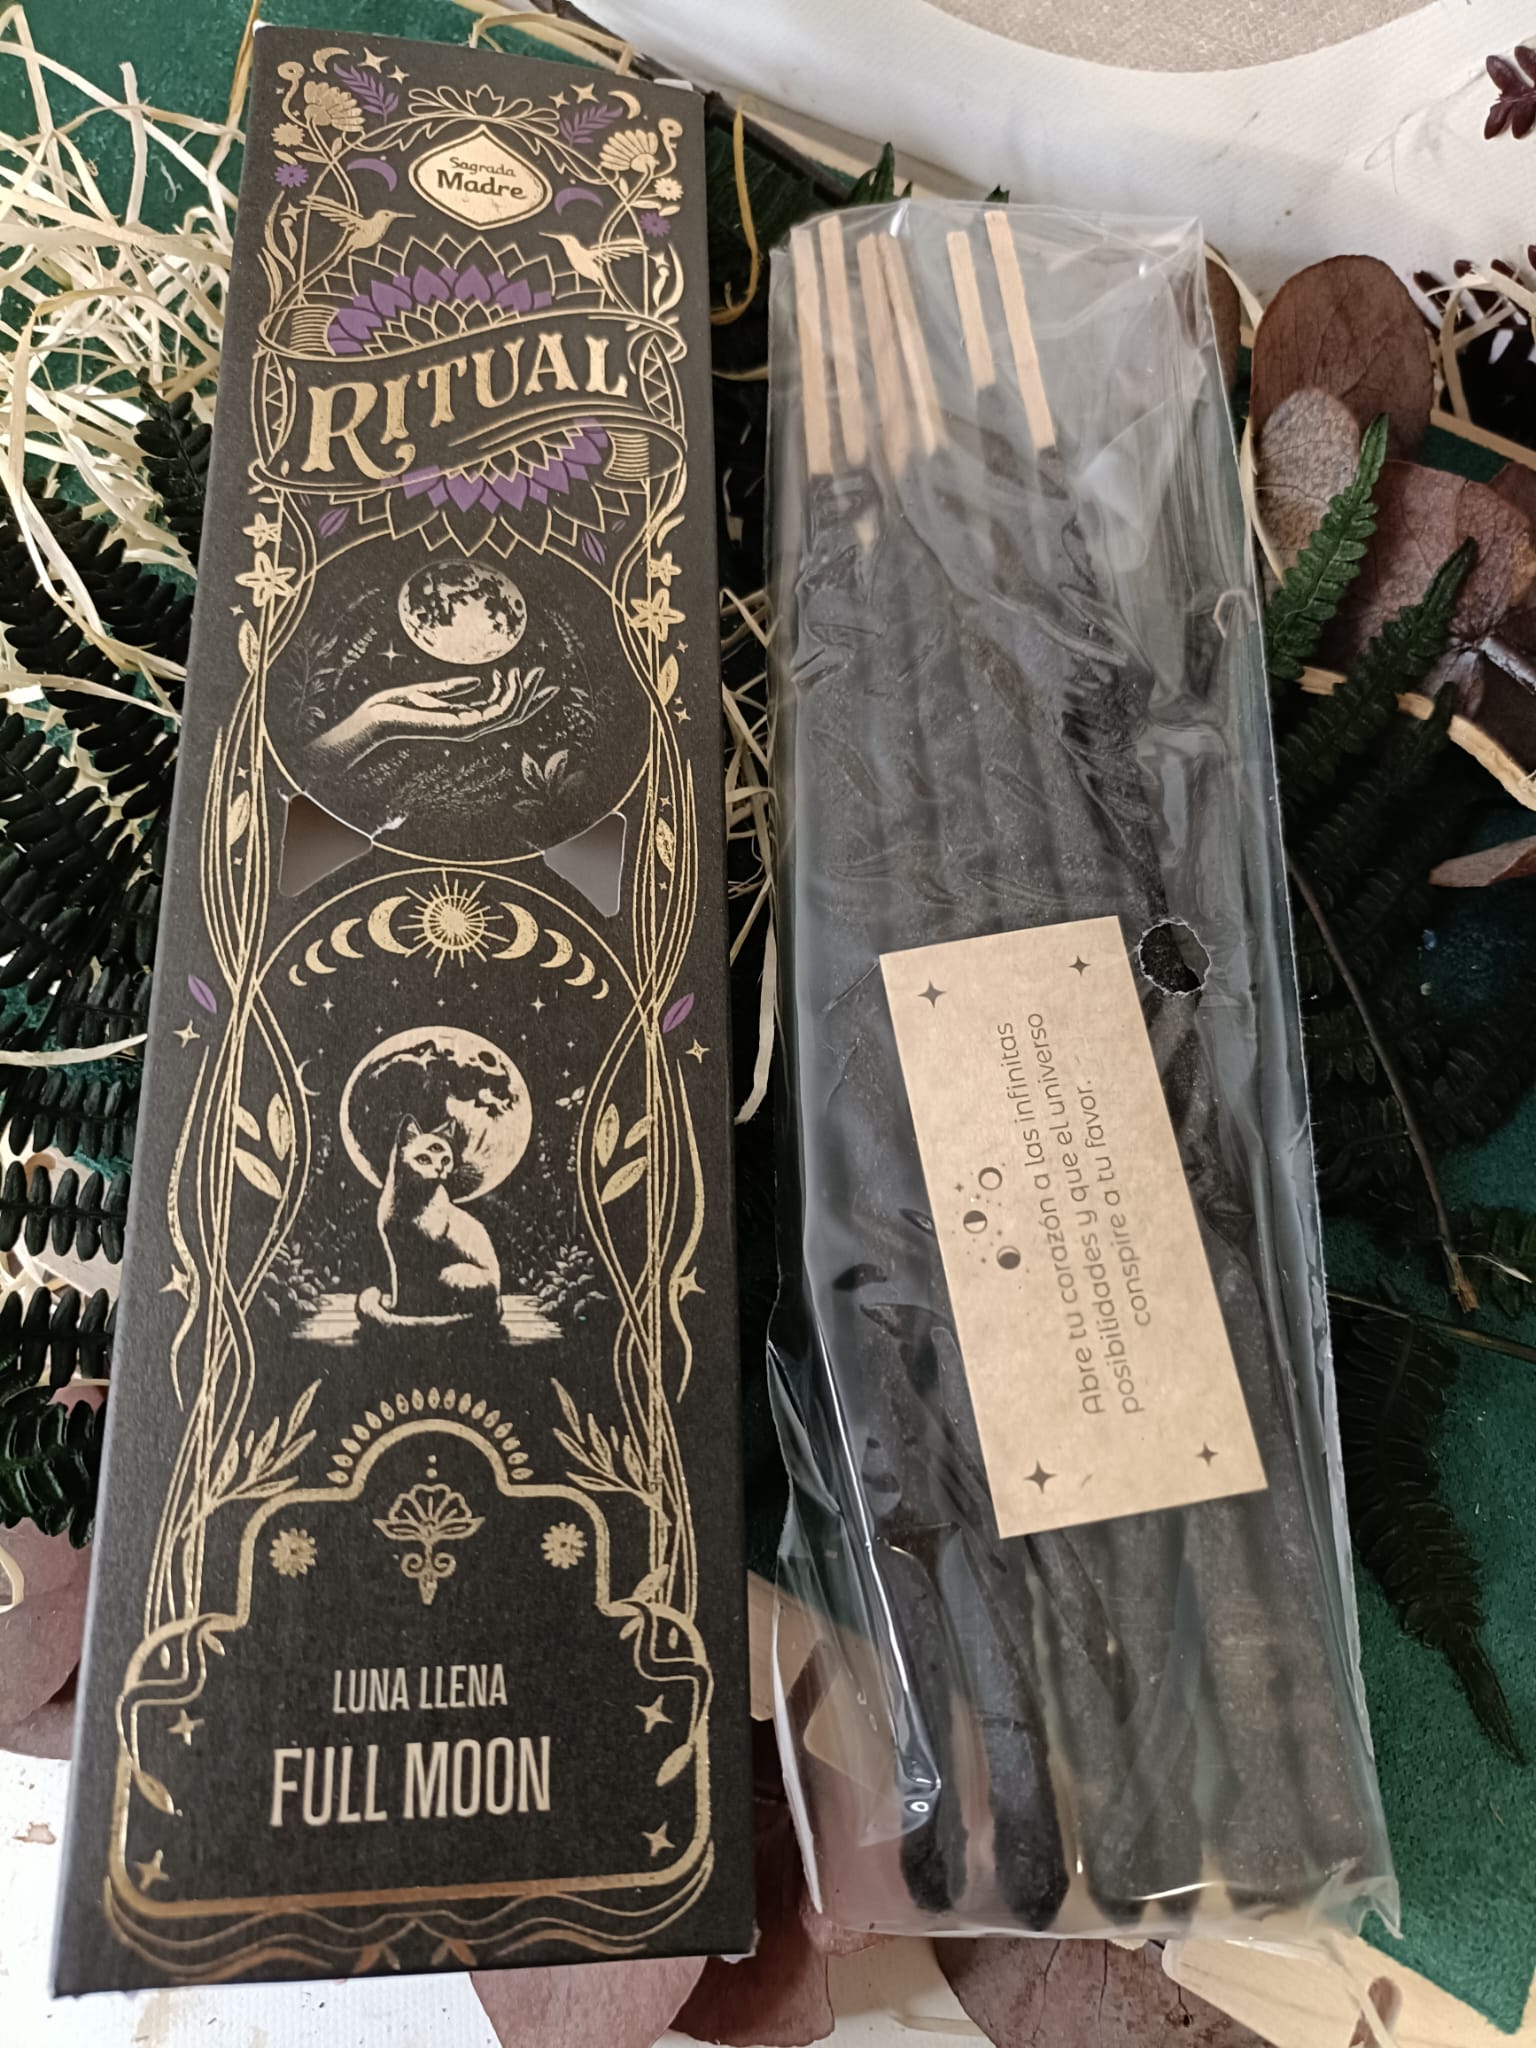 Sagrada
Madre
RITUAL
LUNA LLENA
FULL MOON
Abre tu corazón a las infinitas
posibilidades y que el universo
conspire a tu favor.